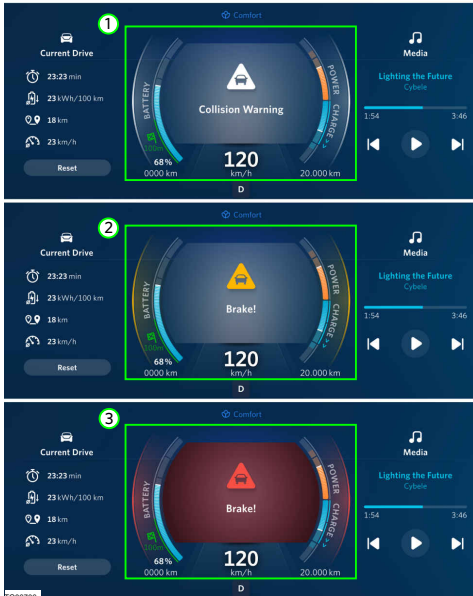 1
Comfort
Current Drive
23:23 min
23 kWh/100 km
18 km
23 km/h
Reset
BATTERY
100m
68%
0000 km
Collision Warning
120
km/h
D
POWER
CHARGE >>
20.000 km
Media
Lighting the Future
Cybele
1:54
3:46
2
Comfort
Current Drive
23:23 min
23 kWh/100 km
18 km
23 km/h
Reset
BATTERY
100m
68%
0000 km
Brake!
120
km/h
D
POWER
CHARGE >>
20.000 km
Media
Lighting the Future
Cybele
1:54
3:46
3
Comfort
Current Drive
23:23 min
23 kWh/100 km
18 km
23 km/h
Reset
BATTERY
100m
68%
0000 km
Brake!
120
km/h
D
POWER
CHARGE >>
20.000 km
Media
Lighting the Future
Cybele
1:54
3:46